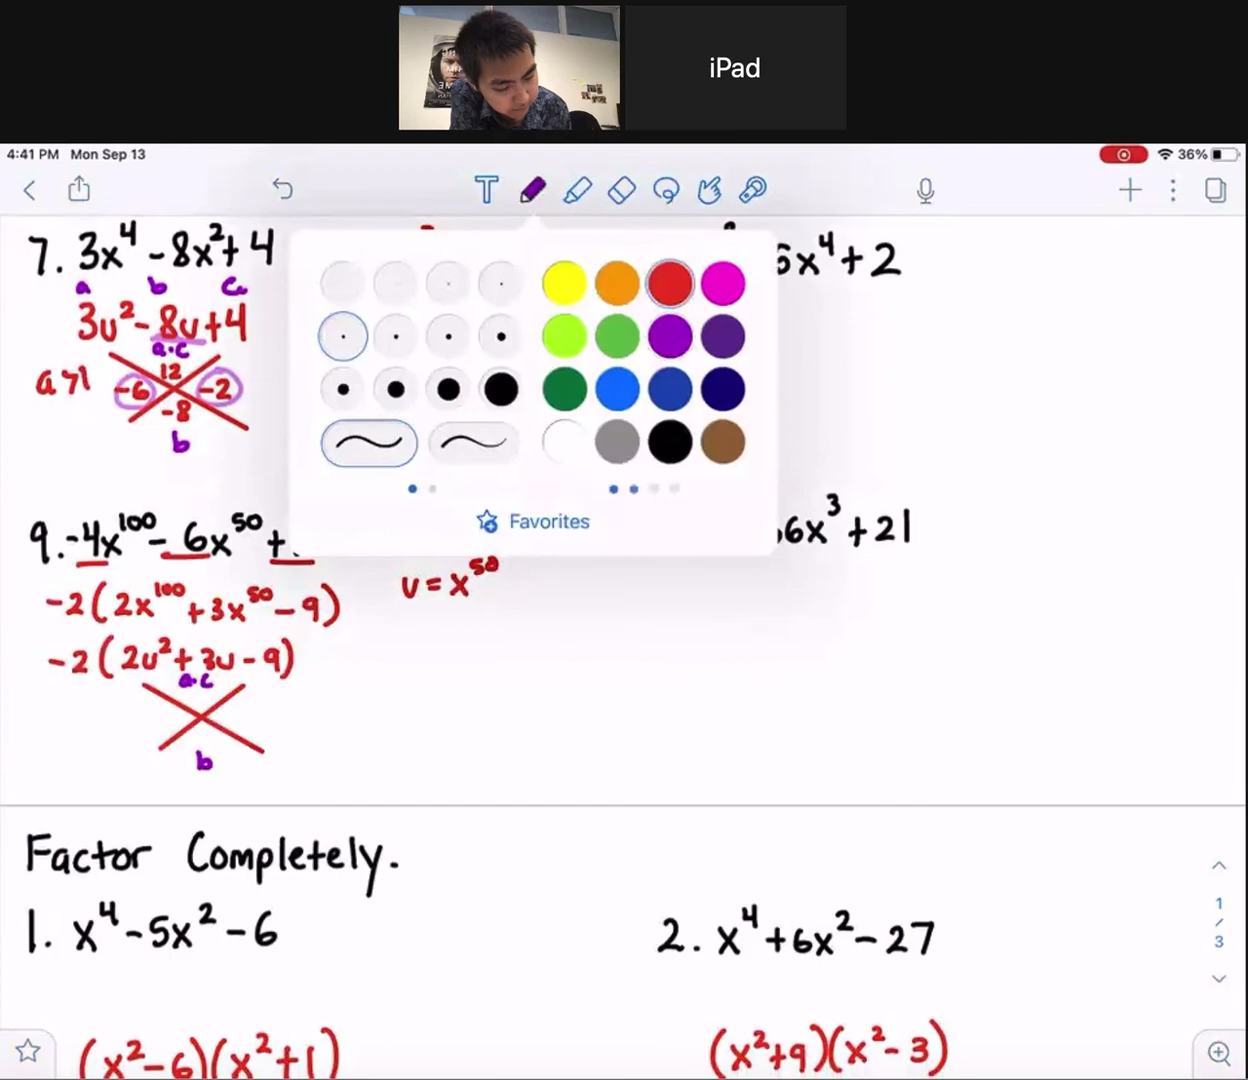 iPad
4:41 PM Mon Sep 13
36%
T
7. 3x⁴ - 8x² + 4
a b c
3u² - 8u + 4
a·c
a>1 12
-6 -2
-8
b
x⁴ + 2
Favorites
9. -4x¹⁰⁰ - 6x⁵⁰ +
6x³ + 21
u = x⁵⁰
-2(2x¹⁰⁰ + 3x⁵⁰ - 9)
-2(2u² + 3u - 9)
a·c
b
Factor Completely.
1. x⁴ - 5x² - 6
2. x⁴ + 6x² - 27
1
/
3
(x² - 6)(x² + 1)
(x² + 9)(x² - 3)